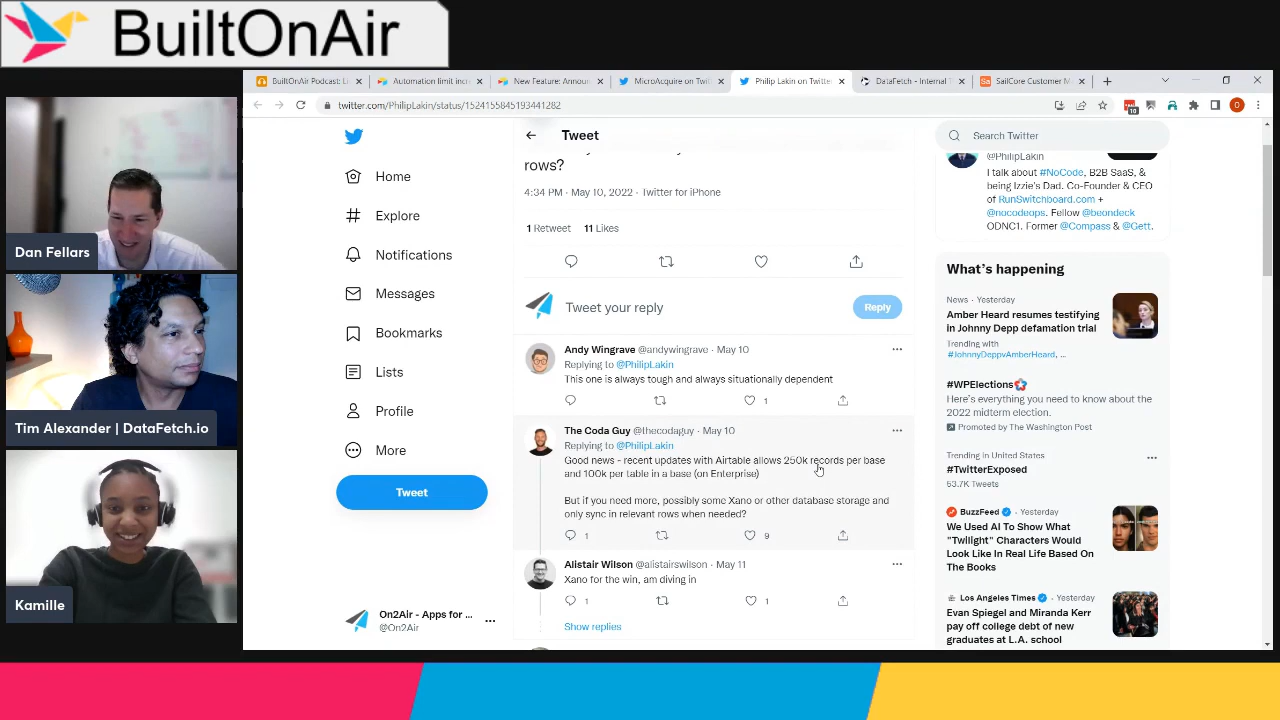 BuiltOnAir
Dan Fellars
Tim Alexander | DataFetch.io
Kamille
Automation limit incr
MicroAcquire on Twit
Philip Lakin on Twitter
twitter.com/PhilipLakin/status/1524155845193441282
10
O
Home
Explore
Notifications
Messages
Bookmarks
Lists
Profile
More
Tweet
On2Air - Apps for ...
@On2Air
Tweet
rows?
4:34 PM · May 10, 2022 · Twitter for iPhone
1 Retweet 11 Likes
Tweet your reply
Reply
Andy Wingrave @andywingrave · May 10
Replying to @PhilipLakin
This one is always tough and always situationally dependent
1
The Coda Guy @thecodaguy · May 10
Replying to @PhilipLakin
Good news - recent updates with Airtable allows 250k records per base
and 100k per table in a base (on Enterprise)
But if you need more, possibly some Xano or other database storage and
only sync in relevant rows when needed?
1 9
Alistair Wilson @alistairswilson · May 11
Xano for the win, am diving in
1 1
Show replies
Search Twitter
@PhilipLakin
I talk about #NoCode, B2B SaaS, &
being Izzie's Dad. Co-Founder & CEO
of RunSwitchboard.com +
@nocodeops. Fellow @beondeck
ODNC1. Former @Compass & @Gett.
What's happening
News · Yesterday
Amber Heard resumes testifying
in Johnny Depp defamation trial
Trending with
#JohnnyDeppvAmberHeard, ...
#WPElections
Here's everything you need to know about the
2022 midterm election.
Promoted by The Washington Post
Trending in United States
#TwitterExposed
53.7K Tweets
BuzzFeed · Yesterday
We Used AI To Show What
"Twilight" Characters Would
Look Like In Real Life Based On
The Books
Los Angeles Times · Yesterday
Evan Spiegel and Miranda Kerr
pay off college debt of new
graduates at L.A. school